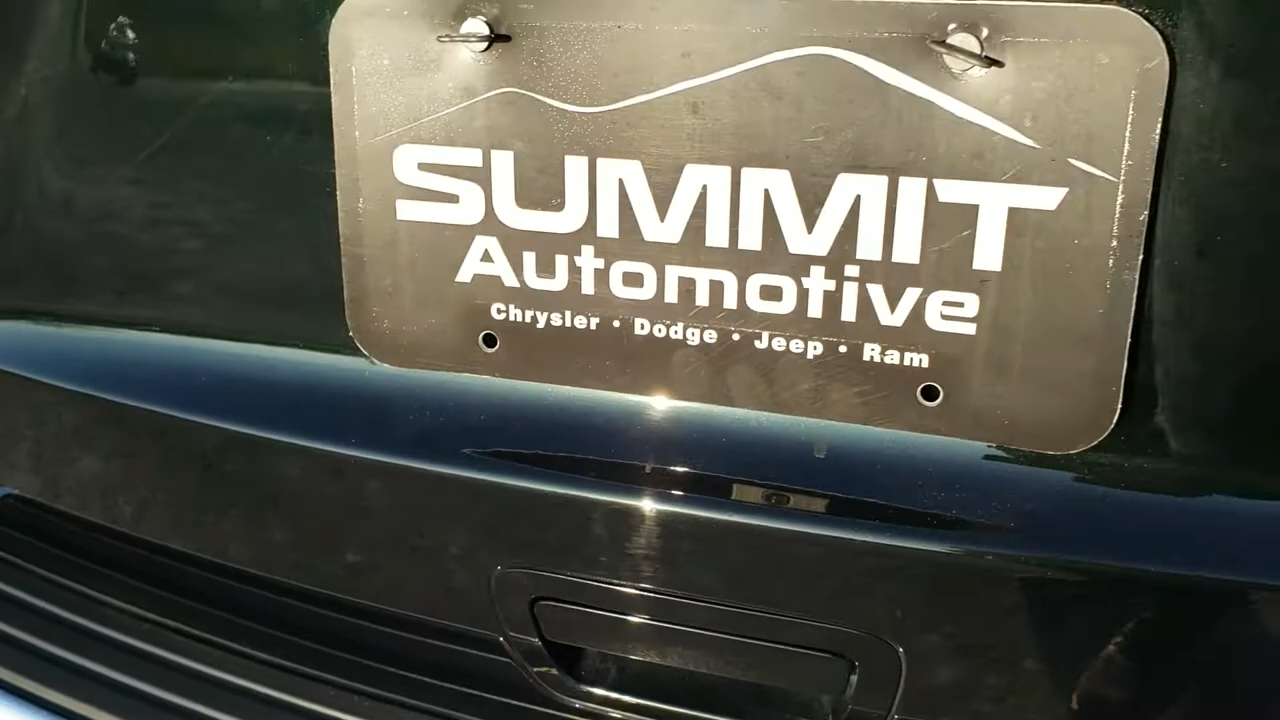 SUMMIT
Automotive
Chrysler • Dodge • Jeep • Ram